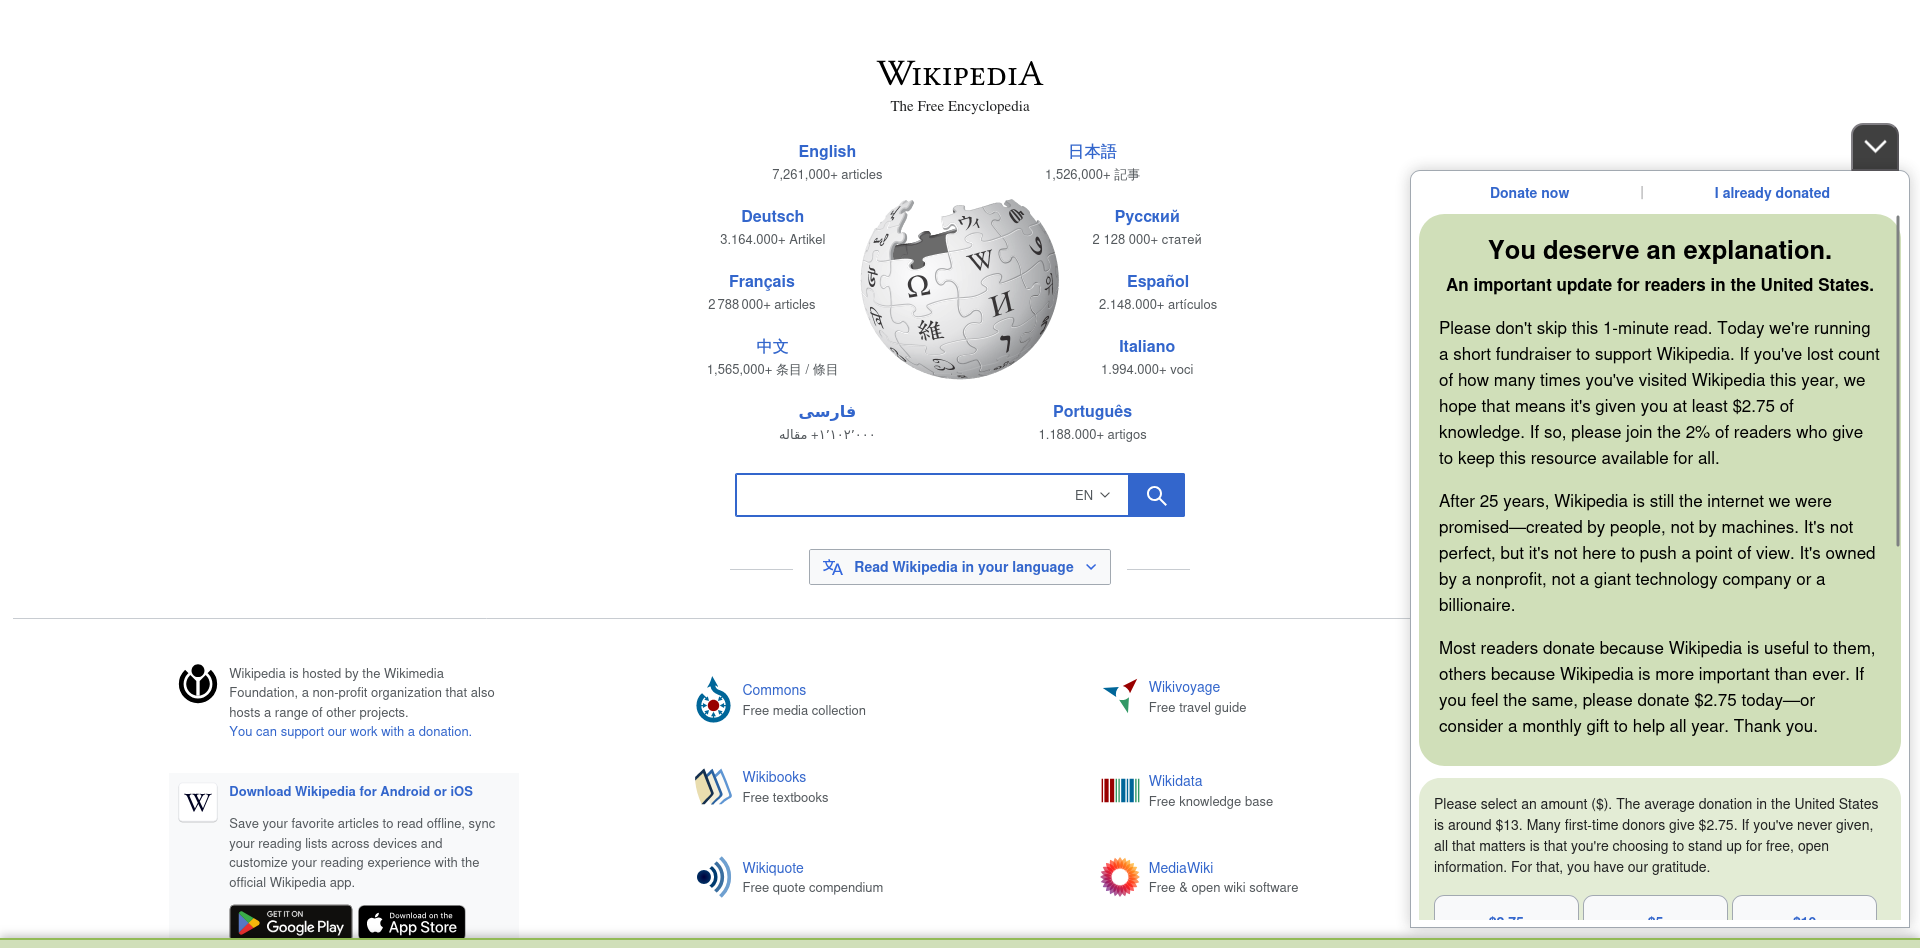 WIKIPEDIA
The Free Encyclopedia
English
7,261,000+ articles
日本語
1,526,000+ 記事
Deutsch
3.164.000+ Artikel
Русский
2 128 000+ статей
Français
2 788 000+ articles
Español
2.148.000+ artículos
中文
1,565,000+ 条目 / 條目
Italiano
1.994.000+ voci
فارسی
۱٬۱۰۲٬۰۰۰+ مقاله
Português
1.188.000+ artigos
Ω
W
И
維
ウィ
EN
Read Wikipedia in your language
Wikipedia is hosted by the Wikimedia
Foundation, a non-profit organization that also
hosts a range of other projects.
You can support our work with a donation.
W
Download Wikipedia for Android or iOS
Save your favorite articles to read offline, sync
your reading lists across devices and
customize your reading experience with the
official Wikipedia app.
GET IT ON
Google Play
Download on the
App Store
Commons
Free media collection
Wikivoyage
Free travel guide
Wikibooks
Free textbooks
Wikidata
Free knowledge base
Wikiquote
Free quote compendium
MediaWiki
Free & open wiki software
Donate now
I already donated
You deserve an explanation.
An important update for readers in the United States.
Please don't skip this 1-minute read. Today we're running
a short fundraiser to support Wikipedia. If you've lost count
of how many times you've visited Wikipedia this year, we
hope that means it's given you at least $2.75 of
knowledge. If so, please join the 2% of readers who give
to keep this resource available for all.
After 25 years, Wikipedia is still the internet we were
promised—created by people, not by machines. It's not
perfect, but it's not here to push a point of view. It's owned
by a nonprofit, not a giant technology company or a
billionaire.
Most readers donate because Wikipedia is useful to them,
others because Wikipedia is more important than ever. If
you feel the same, please donate $2.75 today—or
consider a monthly gift to help all year. Thank you.
Please select an amount ($). The average donation in the United States
is around $13. Many first-time donors give $2.75. If you've never given,
all that matters is that you're choosing to stand up for free, open
information. For that, you have our gratitude.